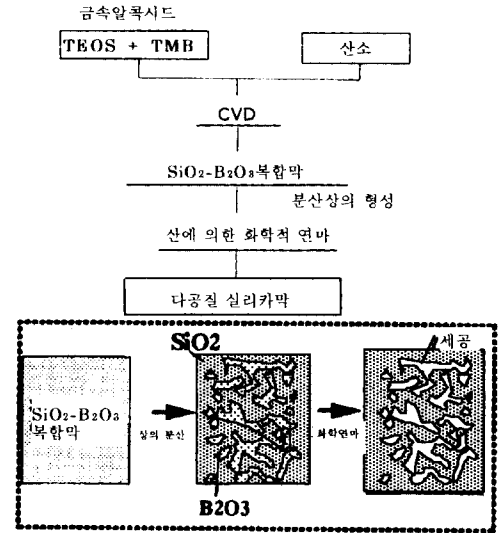 금속알콕시드
TEOS + TMB
산소
CVD
SiO2-B2O3복합막
분산상의 형성
산에 의한 화학적 연마
다공질 실리카막
SiO2
세공
SiO2-B2O3
복합막
상의 분산
화학연마
B2O3